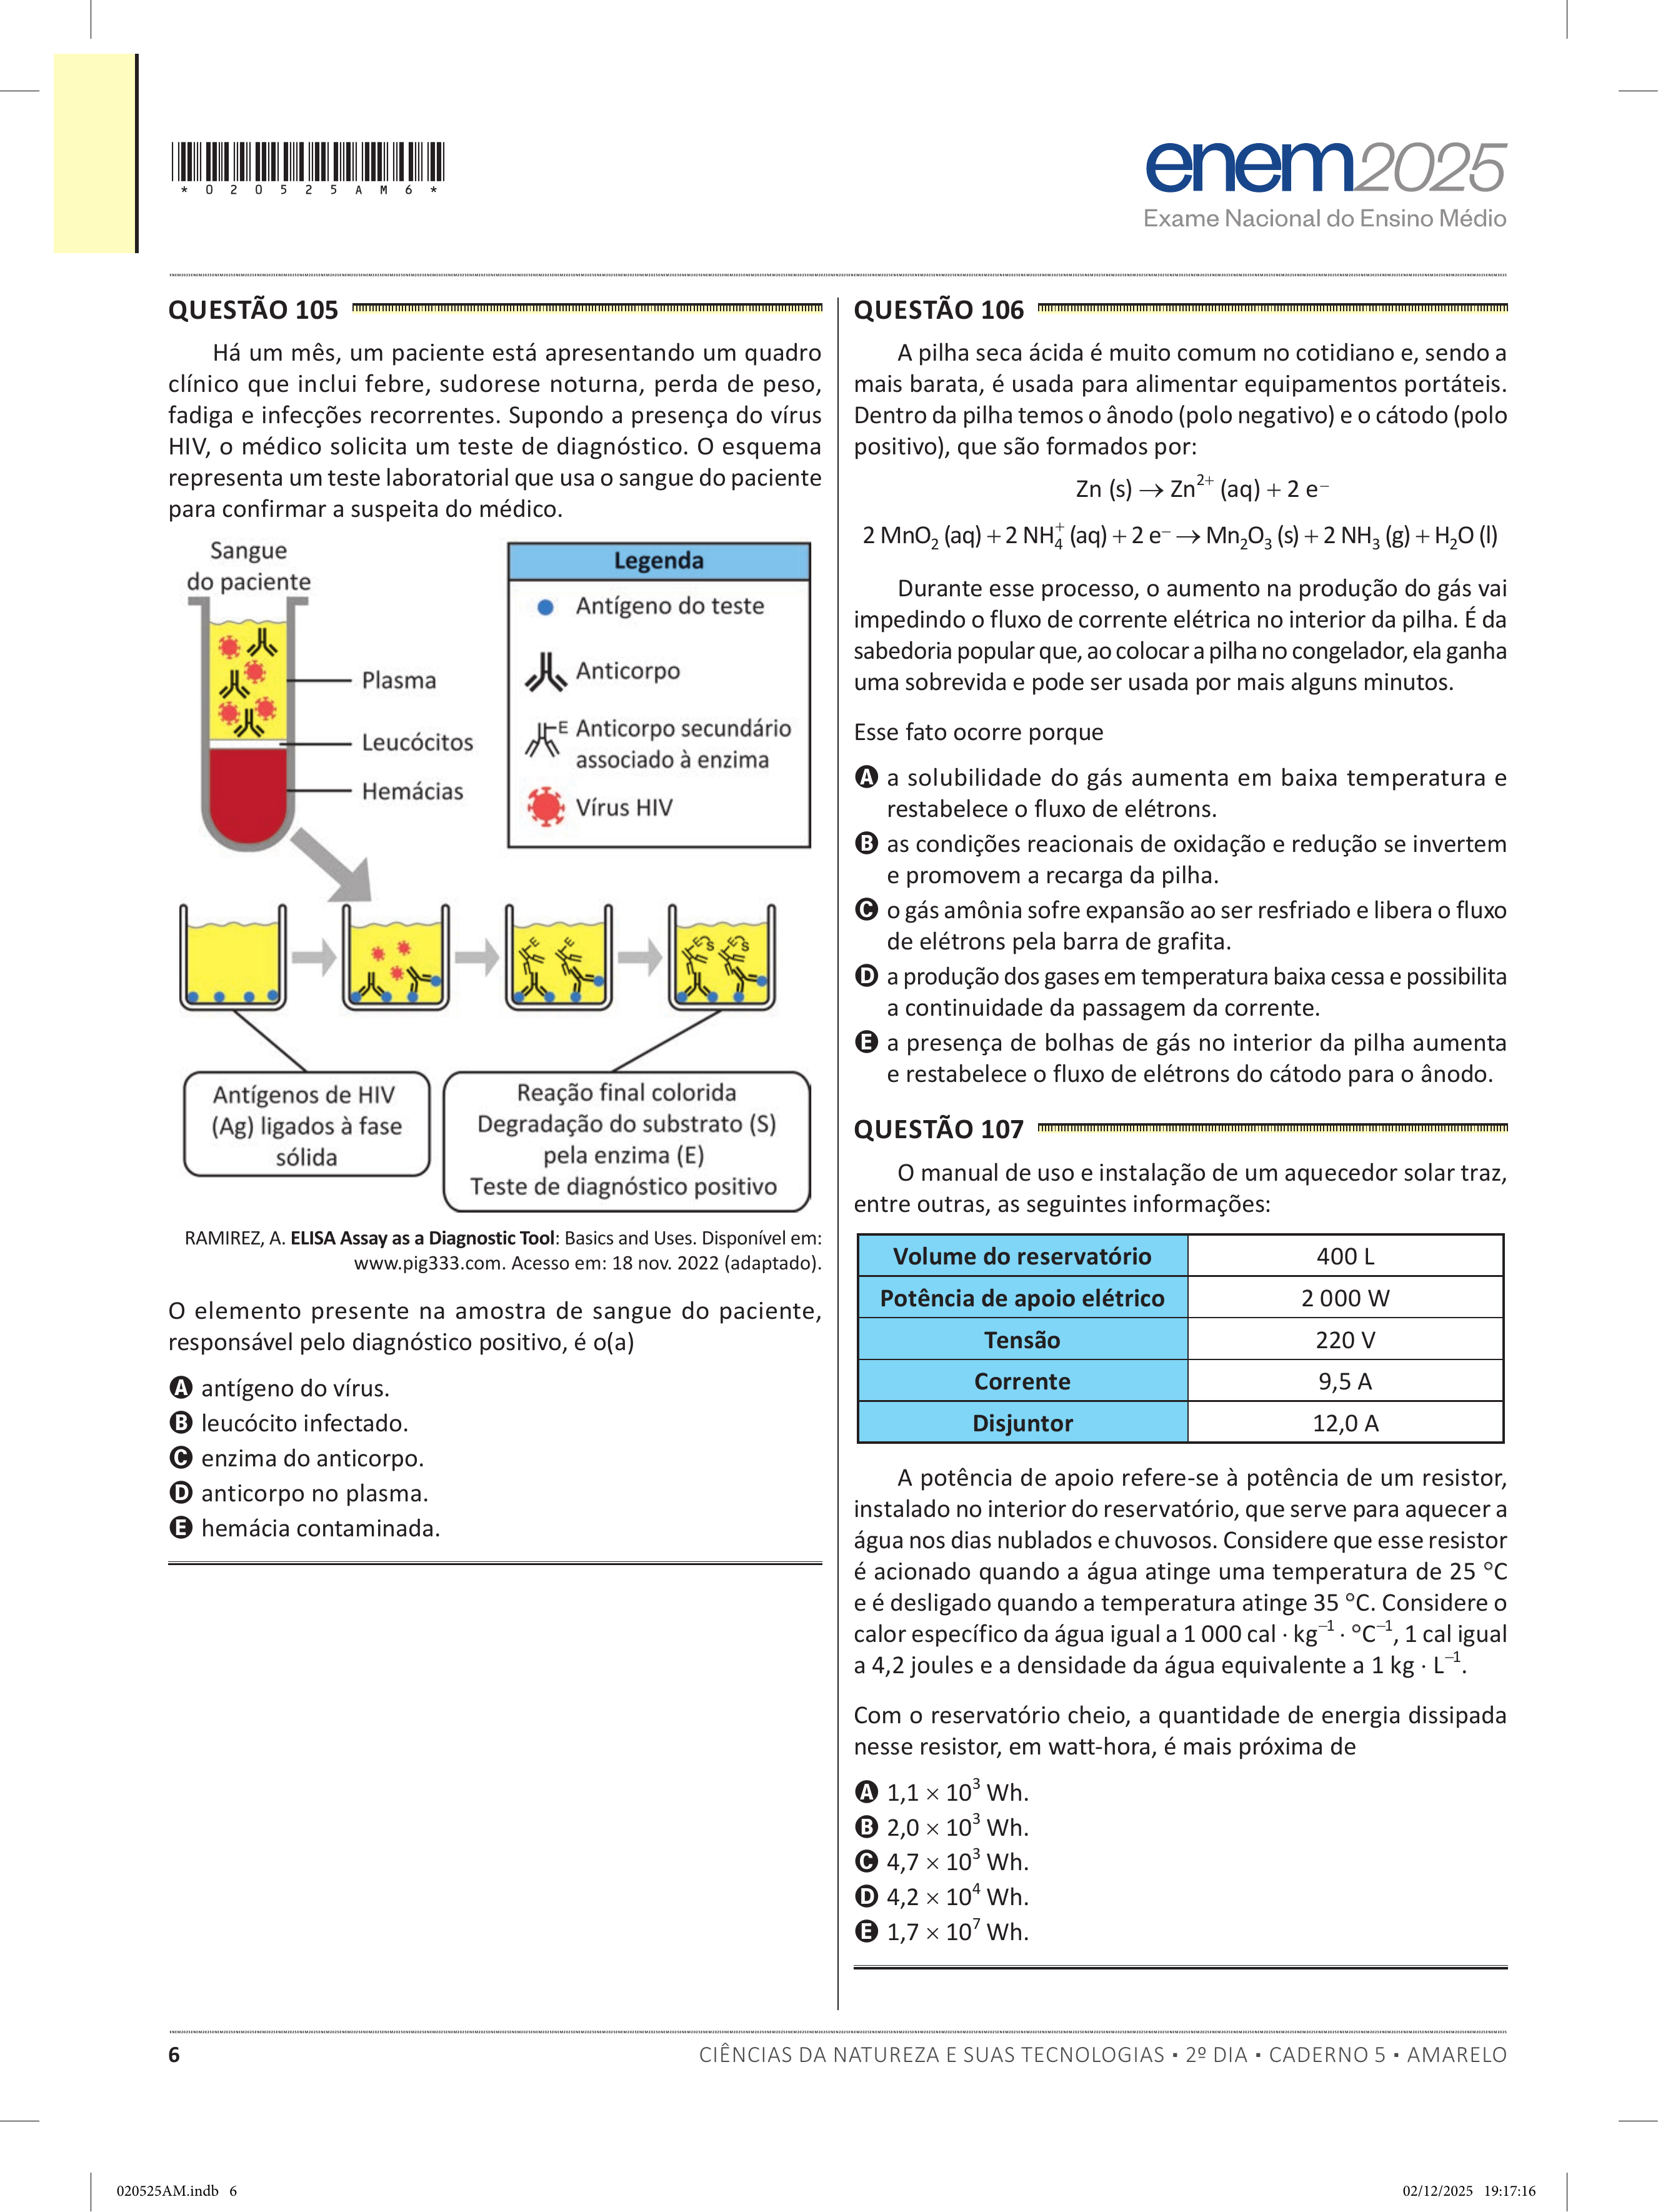 *020525AM6*
enem2025
Exame Nacional do Ensino Médio
QUESTÃO 105
Há um mês, um paciente está apresentando um quadro
clínico que inclui febre, sudorese noturna, perda de peso,
fadiga e infecções recorrentes. Supondo a presença do vírus
HIV, o médico solicita um teste de diagnóstico. O esquema
representa um teste laboratorial que usa o sangue do paciente
para confirmar a suspeita do médico.
Sangue
do paciente
Plasma
Leucócitos
Hemácias
Legenda
Antígeno do teste
Anticorpo
E Anticorpo secundário
associado à enzima
Vírus HIV
E E
E S E S
Antígenos de HIV
(Ag) ligados à fase
sólida
Reação final colorida
Degradação do substrato (S)
pela enzima (E)
Teste de diagnóstico positivo
RAMIREZ, A. ELISA Assay as a Diagnostic Tool: Basics and Uses. Disponível em:
www.pig333.com. Acesso em: 18 nov. 2022 (adaptado).
O elemento presente na amostra de sangue do paciente,
responsável pelo diagnóstico positivo, é o(a)
A antígeno do vírus.
B leucócito infectado.
C enzima do anticorpo.
D anticorpo no plasma.
E hemácia contaminada.
QUESTÃO 106
A pilha seca ácida é muito comum no cotidiano e, sendo a
mais barata, é usada para alimentar equipamentos portáteis.
Dentro da pilha temos o ânodo (polo negativo) e o cátodo (polo
positivo), que são formados por:
Zn (s) → Zn²⁺ (aq) + 2 e⁻
2 MnO₂ (aq) + 2 NH₄⁺ (aq) + 2 e⁻ → Mn₂O₃ (s) + 2 NH₃ (g) + H₂O (l)
Durante esse processo, o aumento na produção do gás vai
impedindo o fluxo de corrente elétrica no interior da pilha. É da
sabedoria popular que, ao colocar a pilha no congelador, ela ganha
uma sobrevida e pode ser usada por mais alguns minutos.
Esse fato ocorre porque
A a solubilidade do gás aumenta em baixa temperatura e
restabelece o fluxo de elétrons.
B as condições reacionais de oxidação e redução se invertem
e promovem a recarga da pilha.
C o gás amônia sofre expansão ao ser resfriado e libera o fluxo
de elétrons pela barra de grafita.
D a produção dos gases em temperatura baixa cessa e possibilita
a continuidade da passagem da corrente.
E a presença de bolhas de gás no interior da pilha aumenta
e restabelece o fluxo de elétrons do cátodo para o ânodo.
QUESTÃO 107
O manual de uso e instalação de um aquecedor solar traz,
entre outras, as seguintes informações:
Volume do reservatório 400 L
Potência de apoio elétrico 2 000 W
Tensão 220 V
Corrente 9,5 A
Disjuntor 12,0 A
A potência de apoio refere-se à potência de um resistor,
instalado no interior do reservatório, que serve para aquecer a
água nos dias nublados e chuvosos. Considere que esse resistor
é acionado quando a água atinge uma temperatura de 25 °C
e é desligado quando a temperatura atinge 35 °C. Considere o
calor específico da água igual a 1 000 cal · kg⁻¹ · °C⁻¹, 1 cal igual
a 4,2 joules e a densidade da água equivalente a 1 kg · L⁻¹.
Com o reservatório cheio, a quantidade de energia dissipada
nesse resistor, em watt-hora, é mais próxima de
A 1,1 × 10³ Wh.
B 2,0 × 10³ Wh.
C 4,7 × 10³ Wh.
D 4,2 × 10⁴ Wh.
E 1,7 × 10⁷ Wh.
6
CIÊNCIAS DA NATUREZA E SUAS TECNOLOGIAS ▪ 2º DIA ▪ CADERNO 5 ▪ AMARELO
020525AM.indb 6
02/12/2025 19:17:16